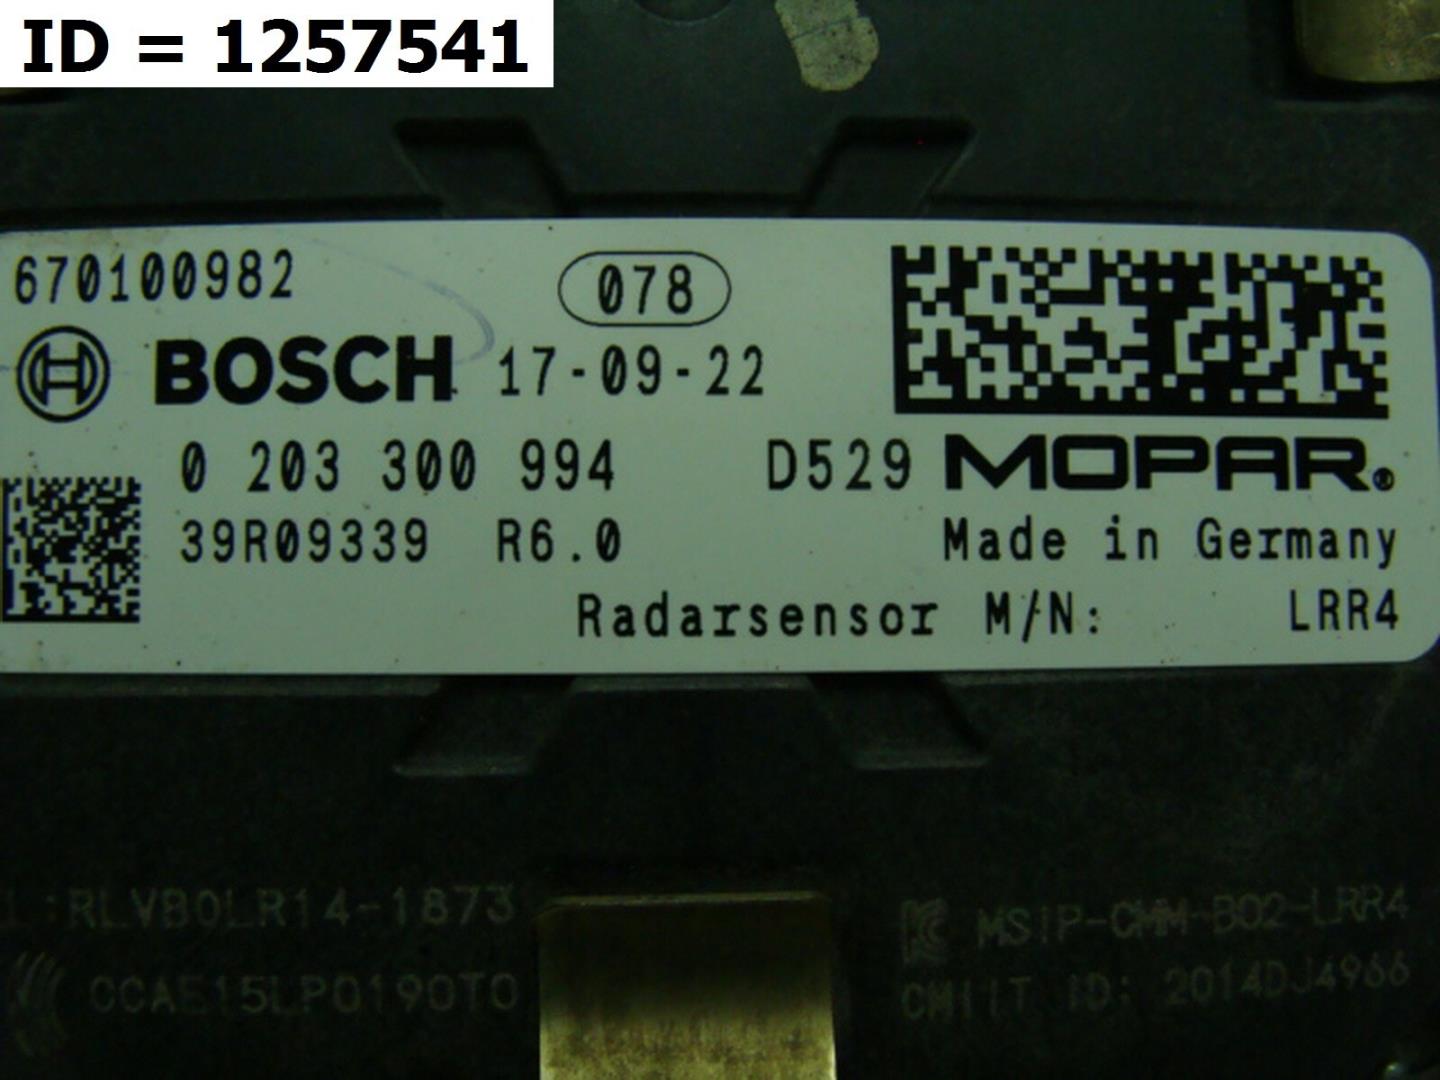 ID = 1257541
670100982
078
BOSCH 17-09-22
0 203 300 994 D529 MOPAR®
39R09339 R6.0 Made in Germany
Radarsensor M/N: LRR4
:RLVBOLR14-1873
MSIP-CMM-B02-LRR4
CCAE15LP0190T0
CMIIT ID: 2014DJ4966